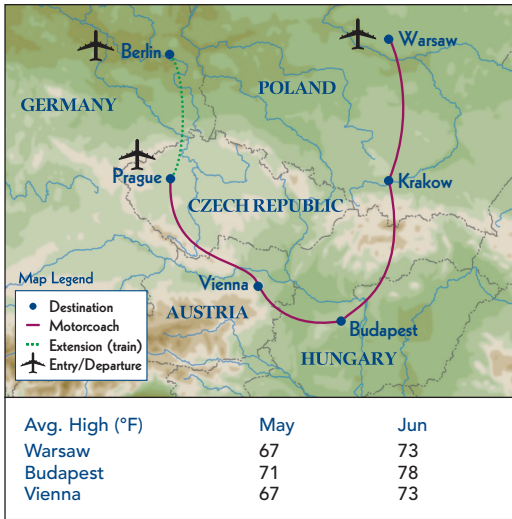 Berlin
Warsaw
GERMANY
POLAND
Prague
Krakow
CZECH REPUBLIC
Map Legend
Destination
Motorcoach
Extension (train)
Entry/Departure
Vienna
AUSTRIA
Budapest
HUNGARY
Avg. High (°F) May Jun
Warsaw 67 73
Budapest 71 78
Vienna 67 73